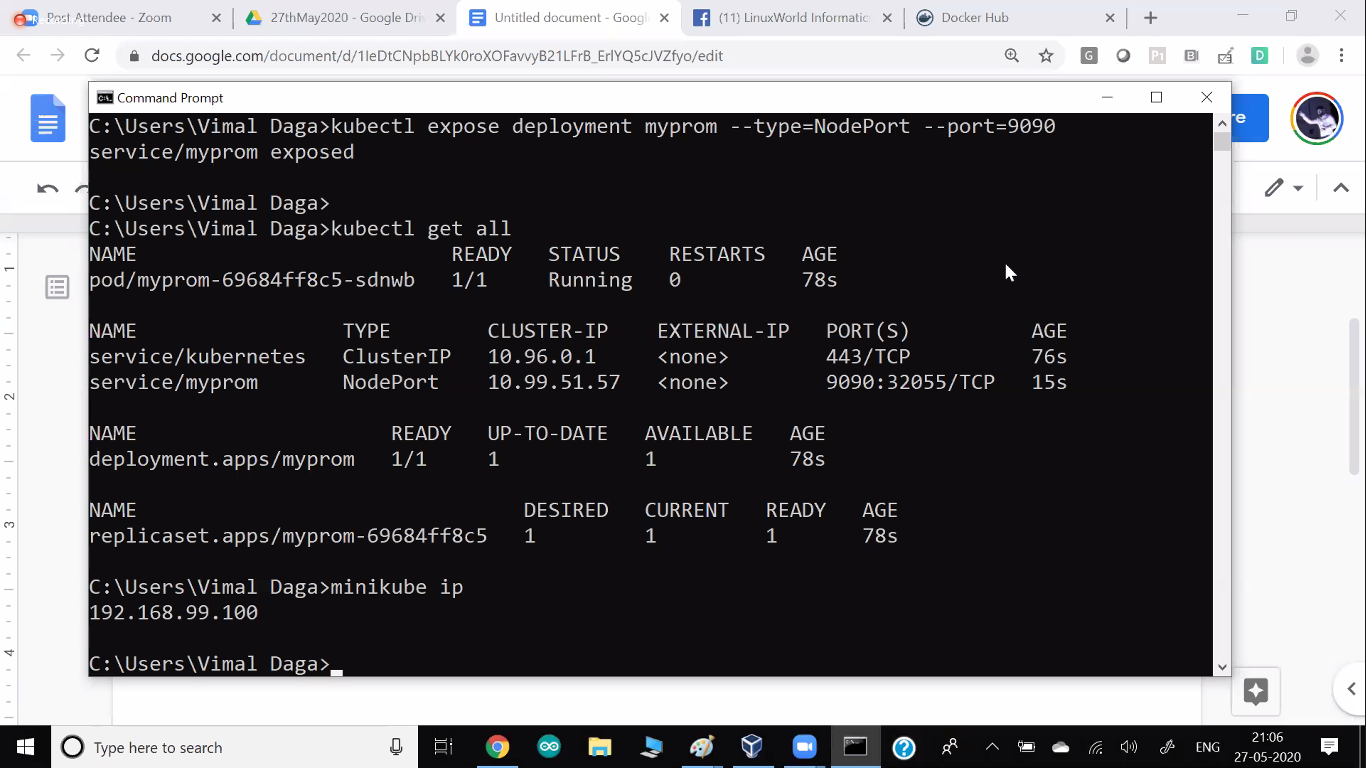 Post Attendee - Zoom
27thMay2020 - Google Driv
Untitled document - Google
(11) LinuxWorld Informatic
Docker Hub
docs.google.com/document/d/1IeDtCNpbBLYk0roXOFavvyB21LFrB_ErlYQ5cJVZfyo/edit
Command Prompt
C:\Users\Vimal Daga>kubectl expose deployment myprom --type=NodePort --port=9090
service/myprom exposed
C:\Users\Vimal Daga>
C:\Users\Vimal Daga>kubectl get all
NAME READY STATUS RESTARTS AGE
pod/myprom-69684ff8c5-sdnwb 1/1 Running 0 78s
NAME TYPE CLUSTER-IP EXTERNAL-IP PORT(S) AGE
service/kubernetes ClusterIP 10.96.0.1 <none> 443/TCP 76s
service/myprom NodePort 10.99.51.57 <none> 9090:32055/TCP 15s
NAME READY UP-TO-DATE AVAILABLE AGE
deployment.apps/myprom 1/1 1 1 78s
NAME DESIRED CURRENT READY AGE
replicaset.apps/myprom-69684ff8c5 1 1 1 78s
C:\Users\Vimal Daga>minikube ip
192.168.99.100
C:\Users\Vimal Daga>
re
1
2
3
4
Type here to search
ENG
21:06
27-05-2020